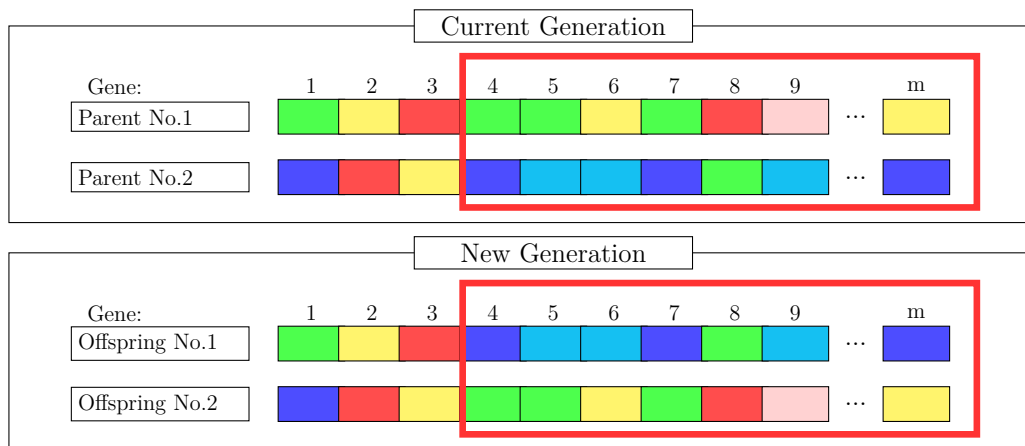 Current Generation
Gene: 1 2 3 4 5 6 7 8 9 m
Parent No.1 ...
Parent No.2 ...
New Generation
Gene: 1 2 3 4 5 6 7 8 9 m
Offspring No.1 ...
Offspring No.2 ...